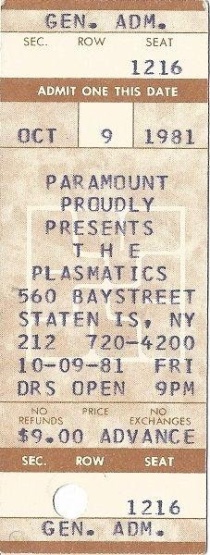 GEN. ADM.
SEC. ROW SEAT
1216
ADMIT ONE THIS DATE
OCT 9 1981
PARAMOUNT
PROUDLY
PRESENTS
T H E
PLASMATICS
560 BAYSTREET
STATEN IS, NY
212 720-4200
10-09-81 FRI
DRS OPEN 9PM
NO REFUNDS PRICE NO EXCHANGES
$9.00 ADVANCE
SEC. ROW SEAT
1216
GEN. ADM.